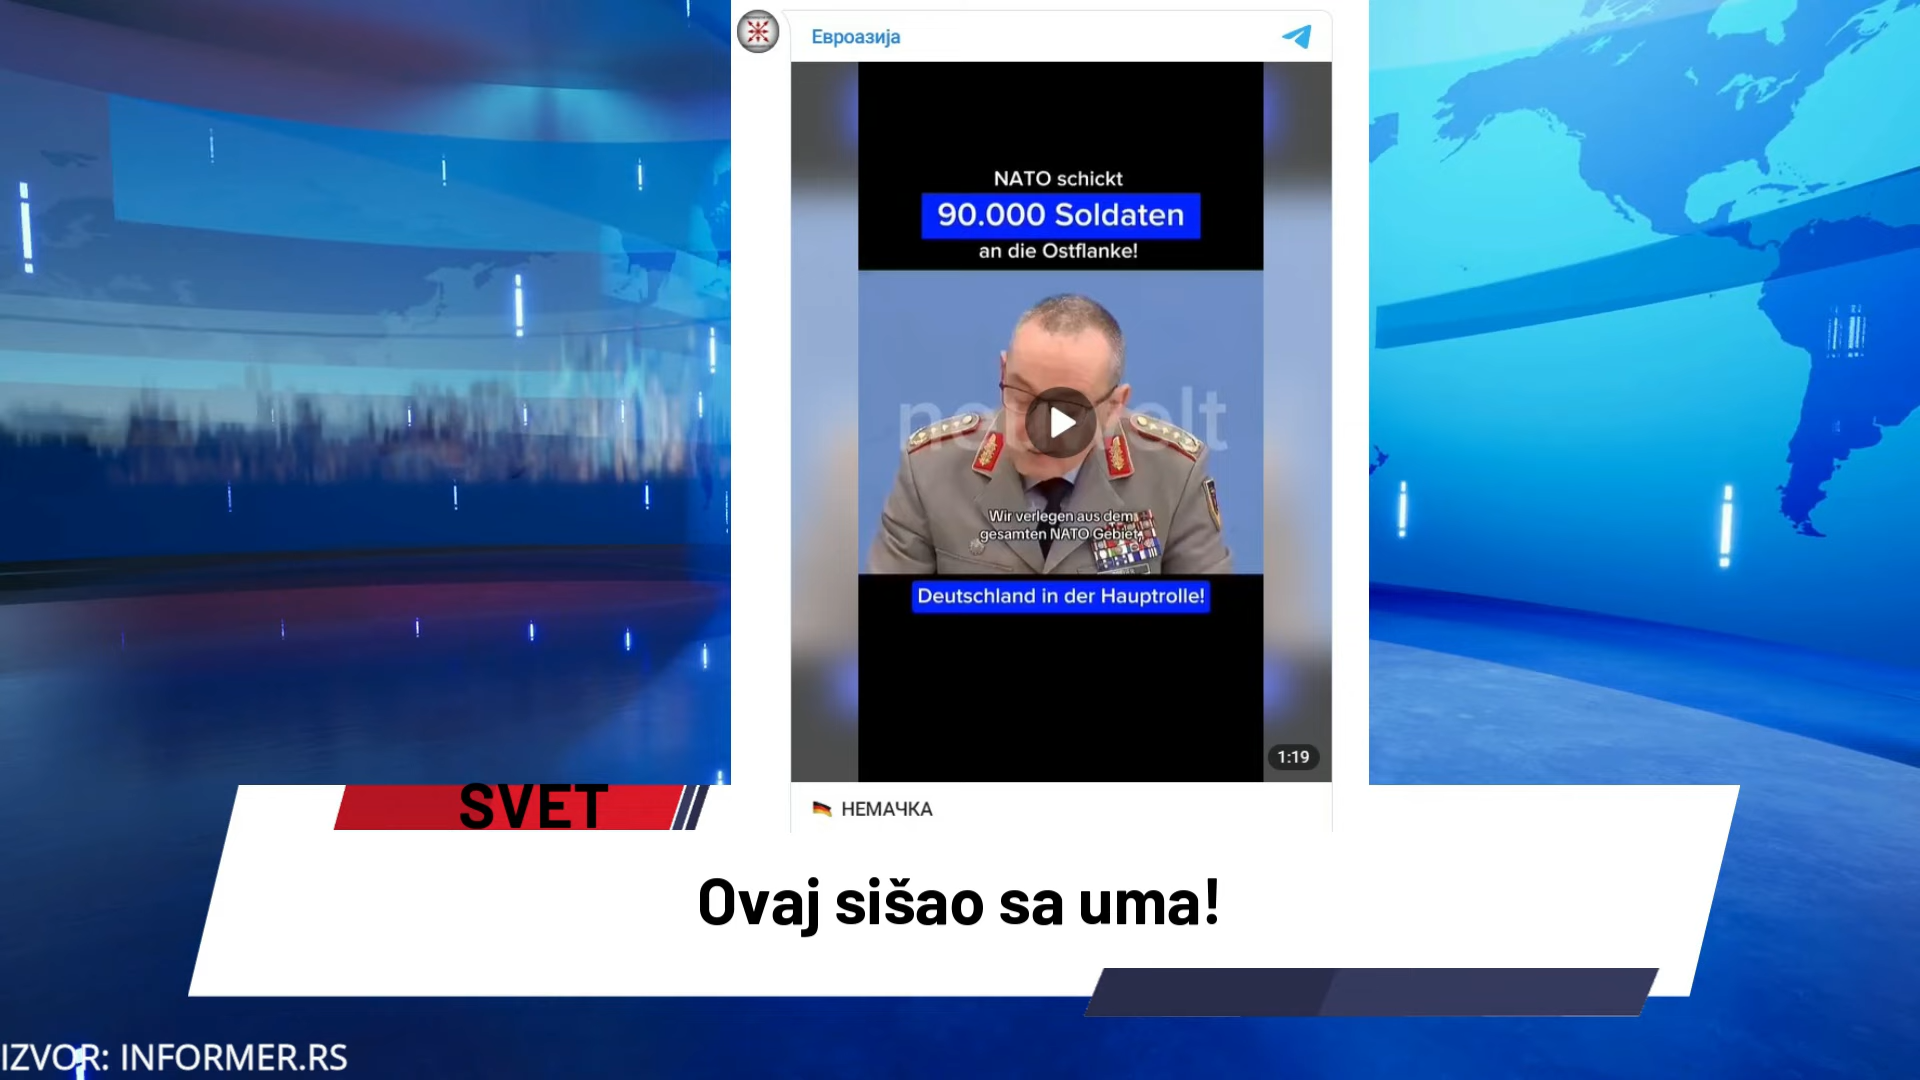 Евроазија
NATO schickt
90.000 Soldaten
an die Ostflanke!
Wir verlegen aus dem
gesamten NATO Gebiet,
Deutschland in der Hauptrolle!
1:19
НЕМАЧКА
SVET
Ovaj sišao sa uma!
IZVOR: INFORMER.RS